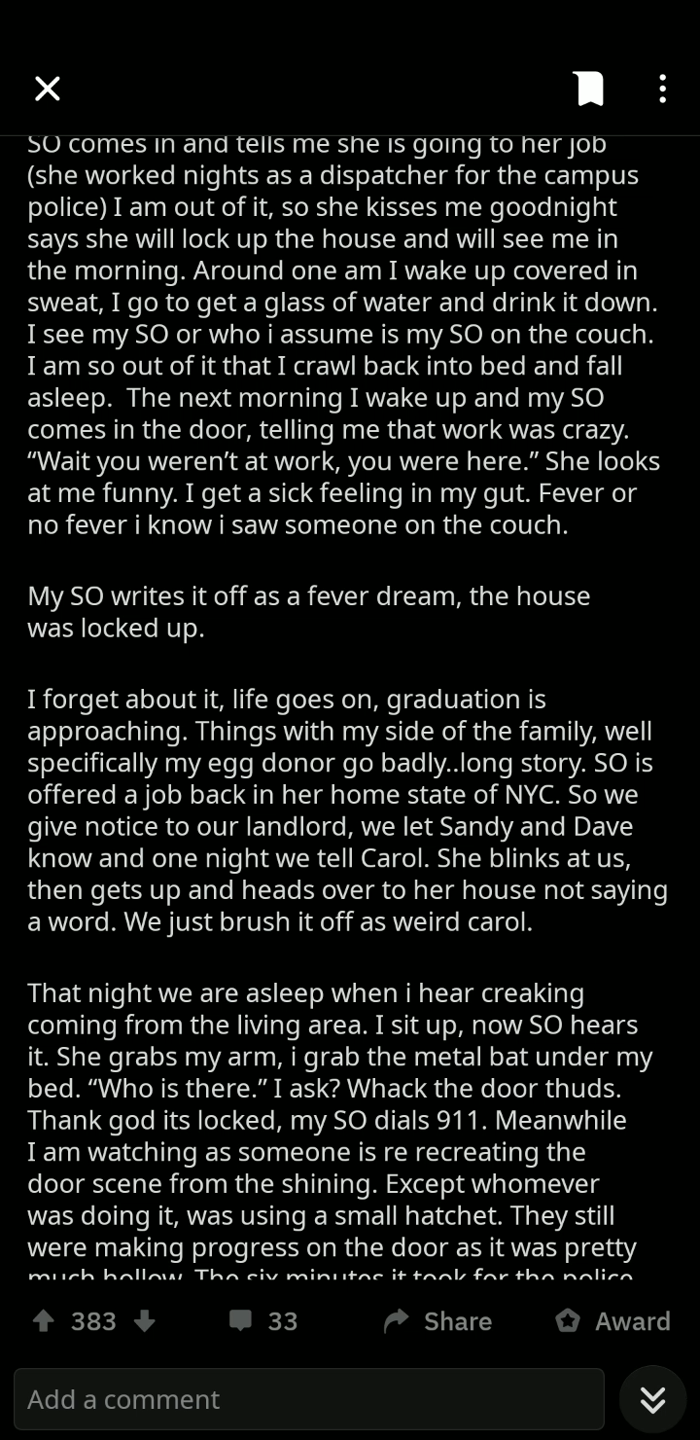 SO comes in and tells me she is going to her job
(she worked nights as a dispatcher for the campus
police) I am out of it, so she kisses me goodnight
says she will lock up the house and will see me in
the morning. Around one am I wake up covered in
sweat, I go to get a glass of water and drink it down.
I see my SO or who i assume is my SO on the couch.
I am so out of it that I crawl back into bed and fall
asleep.  The next morning I wake up and my SO
comes in the door, telling me that work was crazy.
“Wait you weren’t at work, you were here.” She looks
at me funny. I get a sick feeling in my gut. Fever or
no fever i know i saw someone on the couch.
My SO writes it off as a fever dream, the house
was locked up.
I forget about it, life goes on, graduation is
approaching. Things with my side of the family, well
specifically my egg donor go badly..long story. SO is
offered a job back in her home state of NYC. So we
give notice to our landlord, we let Sandy and Dave
know and one night we tell Carol. She blinks at us,
then gets up and heads over to her house not saying
a word. We just brush it off as weird carol.
That night we are asleep when i hear creaking
coming from the living area. I sit up, now SO hears
it. She grabs my arm, i grab the metal bat under my
bed. “Who is there.” I ask? Whack the door thuds.
Thank god its locked, my SO dials 911. Meanwhile
I am watching as someone is re recreating the
door scene from the shining. Except whomever
was doing it, was using a small hatchet. They still
were making progress on the door as it was pretty
much hollow. The six minutes it took for the police
383 33 Share Award
Add a comment